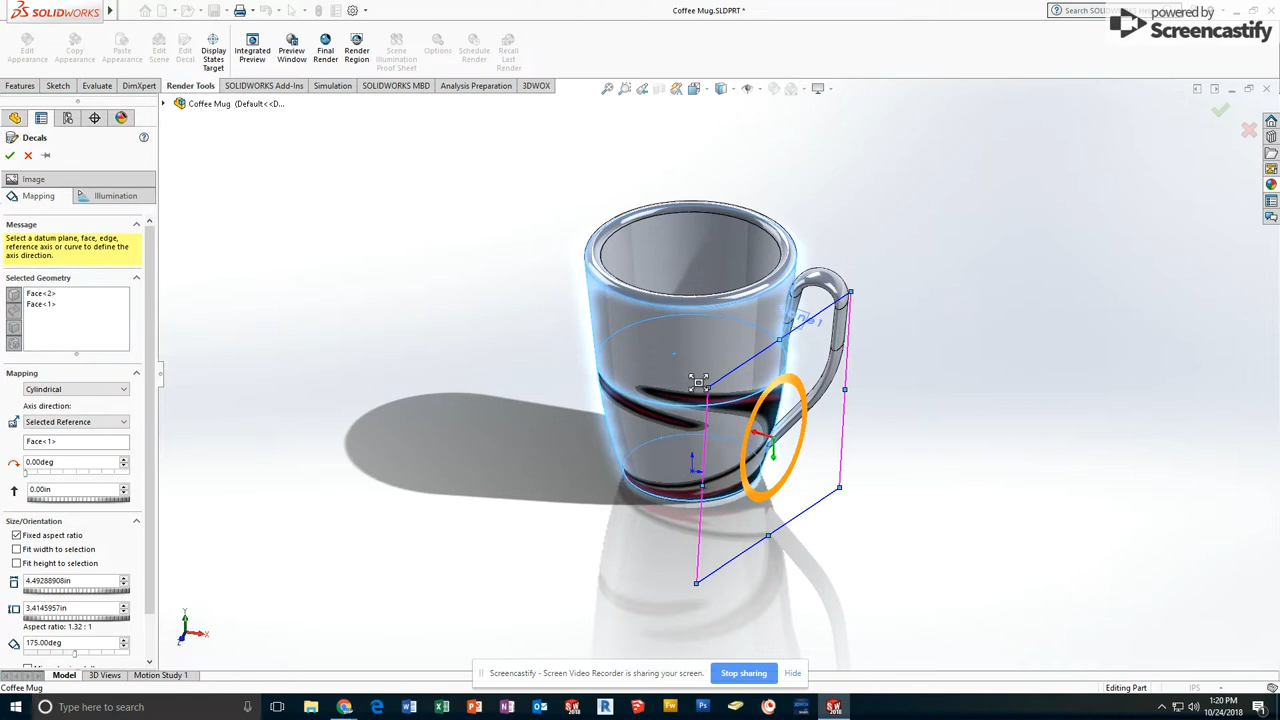 SOLIDWORKS
Coffee Mug.SLDPRT *
Search SOLIDWORKS Help
powered by
Screencastify
Edit Appearance
Copy Appearance
Paste Appearance
Edit Scene
Edit Decal
Display States Target
Integrated Preview
Preview Window
Final Render
Render Region
Scene Illumination Proof Sheet
Options
Schedule Render
Recall Last Render
Features
Sketch
Evaluate
DimXpert
Render Tools
SOLIDWORKS Add-Ins
Simulation
SOLIDWORKS MBD
Analysis Preparation
3DWOX
Coffee Mug (Default<<D...
Decals
Image
Mapping
Illumination
Message
Select a datum plane, face, edge,
reference axis or curve to define the
axis direction.
Selected Geometry
Face<2>
Face<1>
Mapping
Cylindrical
Axis direction:
Selected Reference
Face<1>
0.00deg
0.00in
Size/Orientation
Fixed aspect ratio
Fit width to selection
Fit height to selection
4.49288908in
3.4145957in
Aspect ratio: 1.32 : 1
175.00deg
Y
X
Z
Model
3D Views
Motion Study 1
Screencastify - Screen Video Recorder is sharing your screen.
Stop sharing
Hide
Coffee Mug
Editing Part
IPS
Type here to search
1:20 PM
10/24/2018